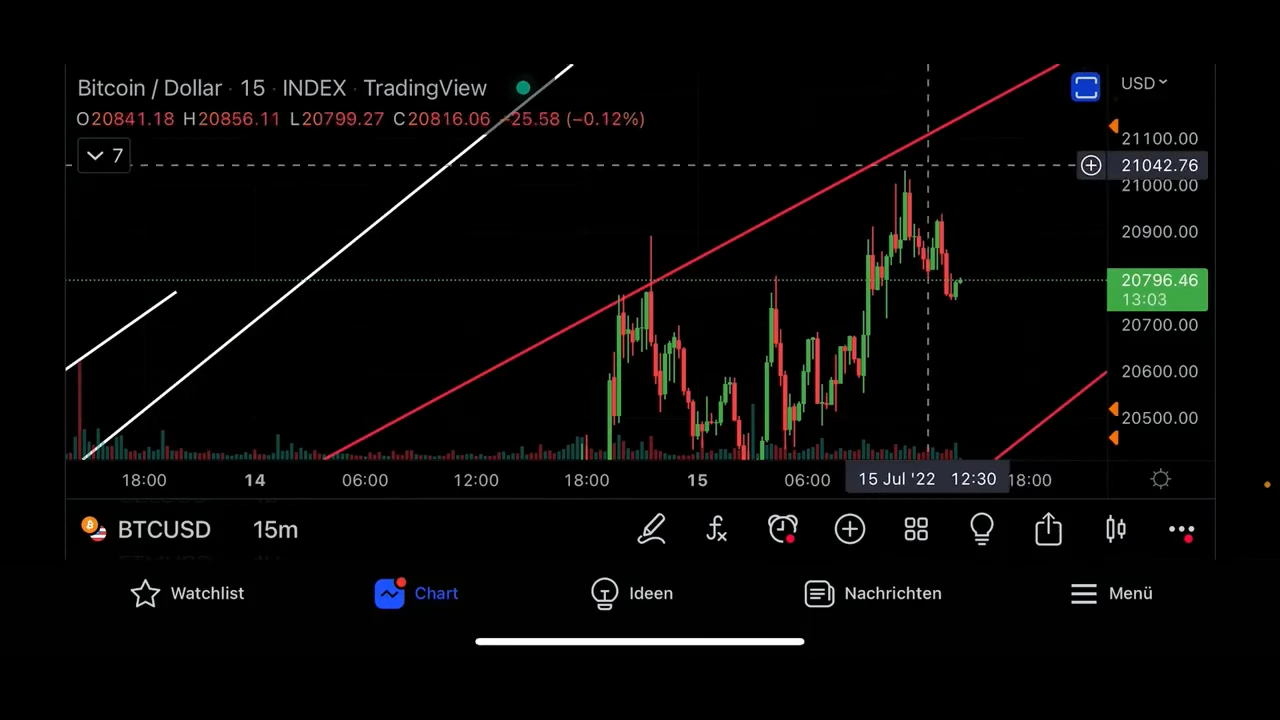 Bitcoin / Dollar · 15 · INDEX · TradingView
O20841.18 H20856.11 L20799.27 C20816.06 −25.58 (−0.12%)
7
USD
21100.00
21042.76
21000.00
20900.00
20796.46
13:03
20700.00
20600.00
20500.00
18:00 14 06:00 12:00 18:00 15 06:00 15 Jul '22 12:30 18:00
BTCUSD 15m
Watchlist Chart Ideen Nachrichten Menü